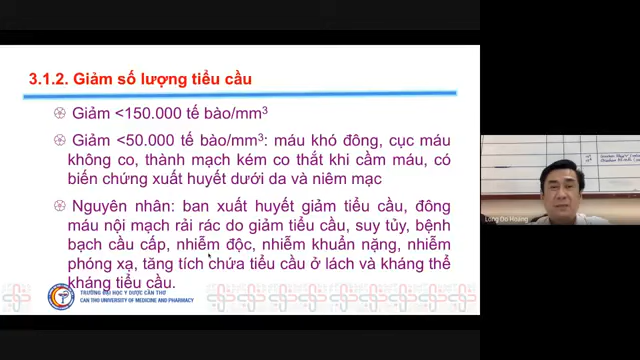 3.1.2. Giảm số lượng tiểu cầu
Giảm <150.000 tế bào/mm³
Giảm <50.000 tế bào/mm³: máu khó đông, cục máu
không co, thành mạch kém co thắt khi cầm máu, có
biến chứng xuất huyết dưới da và niêm mạc
Nguyên nhân: ban xuất huyết giảm tiểu cầu, đông
máu nội mạch rải rác do giảm tiểu cầu, suy tủy, bệnh
bạch cầu cấp, nhiễm độc, nhiễm khuẩn nặng, nhiễm
phóng xạ, tăng tích chứa tiểu cầu ở lách và kháng thể
kháng tiểu cầu.
TRƯỜNG ĐẠI HỌC Y DƯỢC CẦN THƠ
CAN THO UNIVERSITY OF MEDICINE AND PHARMACY
Long Do Hoang